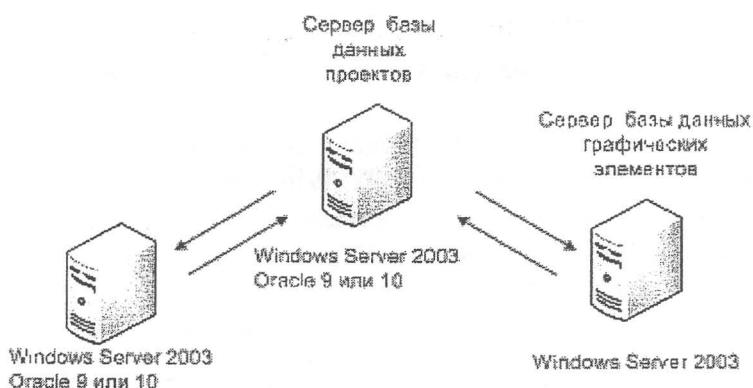 Сервер базы
данных
проектов
Сервер базы данных
графических
элементов
Windows Server 2003
Oracle 9 или 10
Windows Server 2003
Oracle 9 или 10
Windows Server 2003